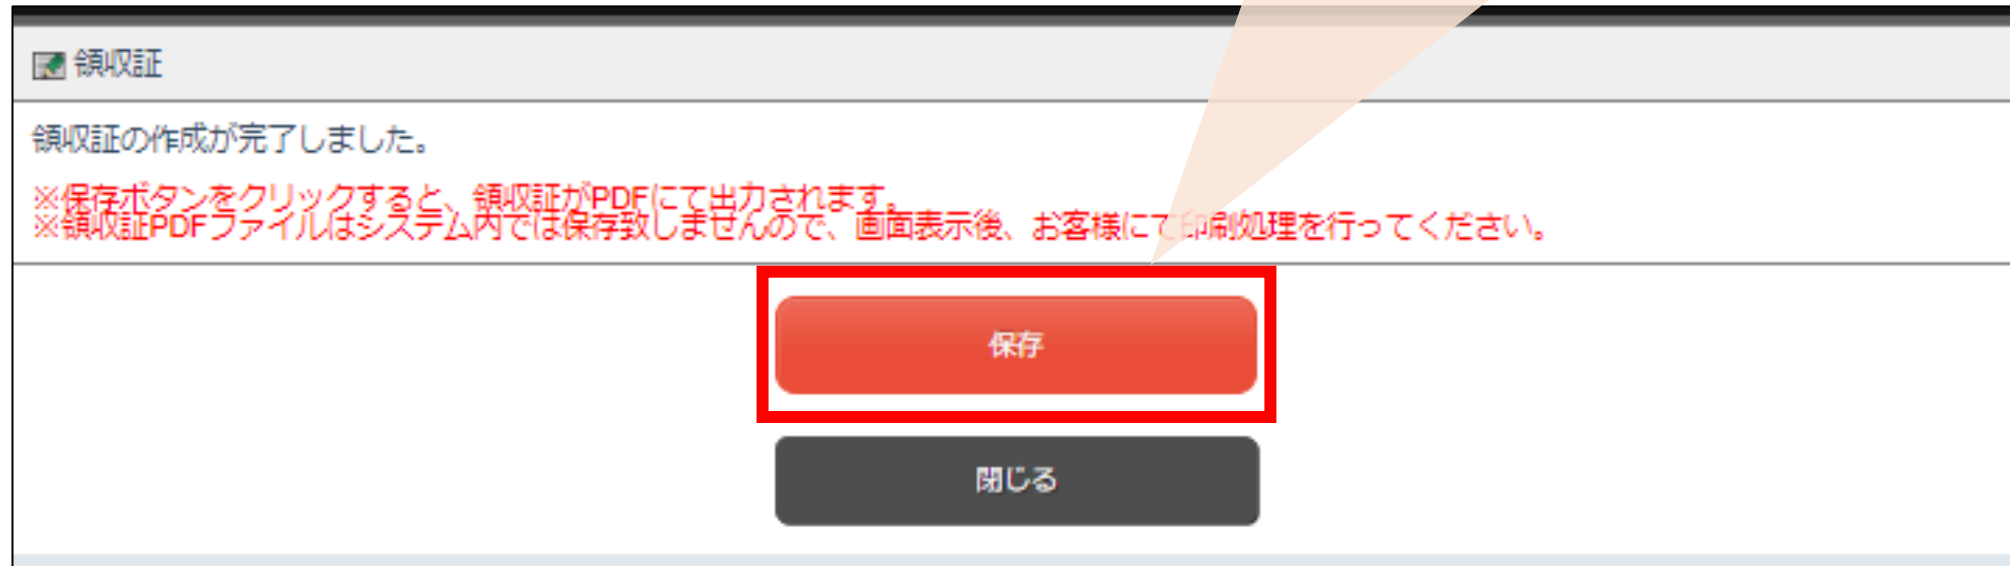 領収証
領収証の作成が完了しました。
※保存ボタンをクリックすると、領収証がPDFにて出力されます。
※領収証PDFファイルはシステム内では保存致しませんので、画面表示後、お客様にて印刷処理を行ってください。
保存
閉じる